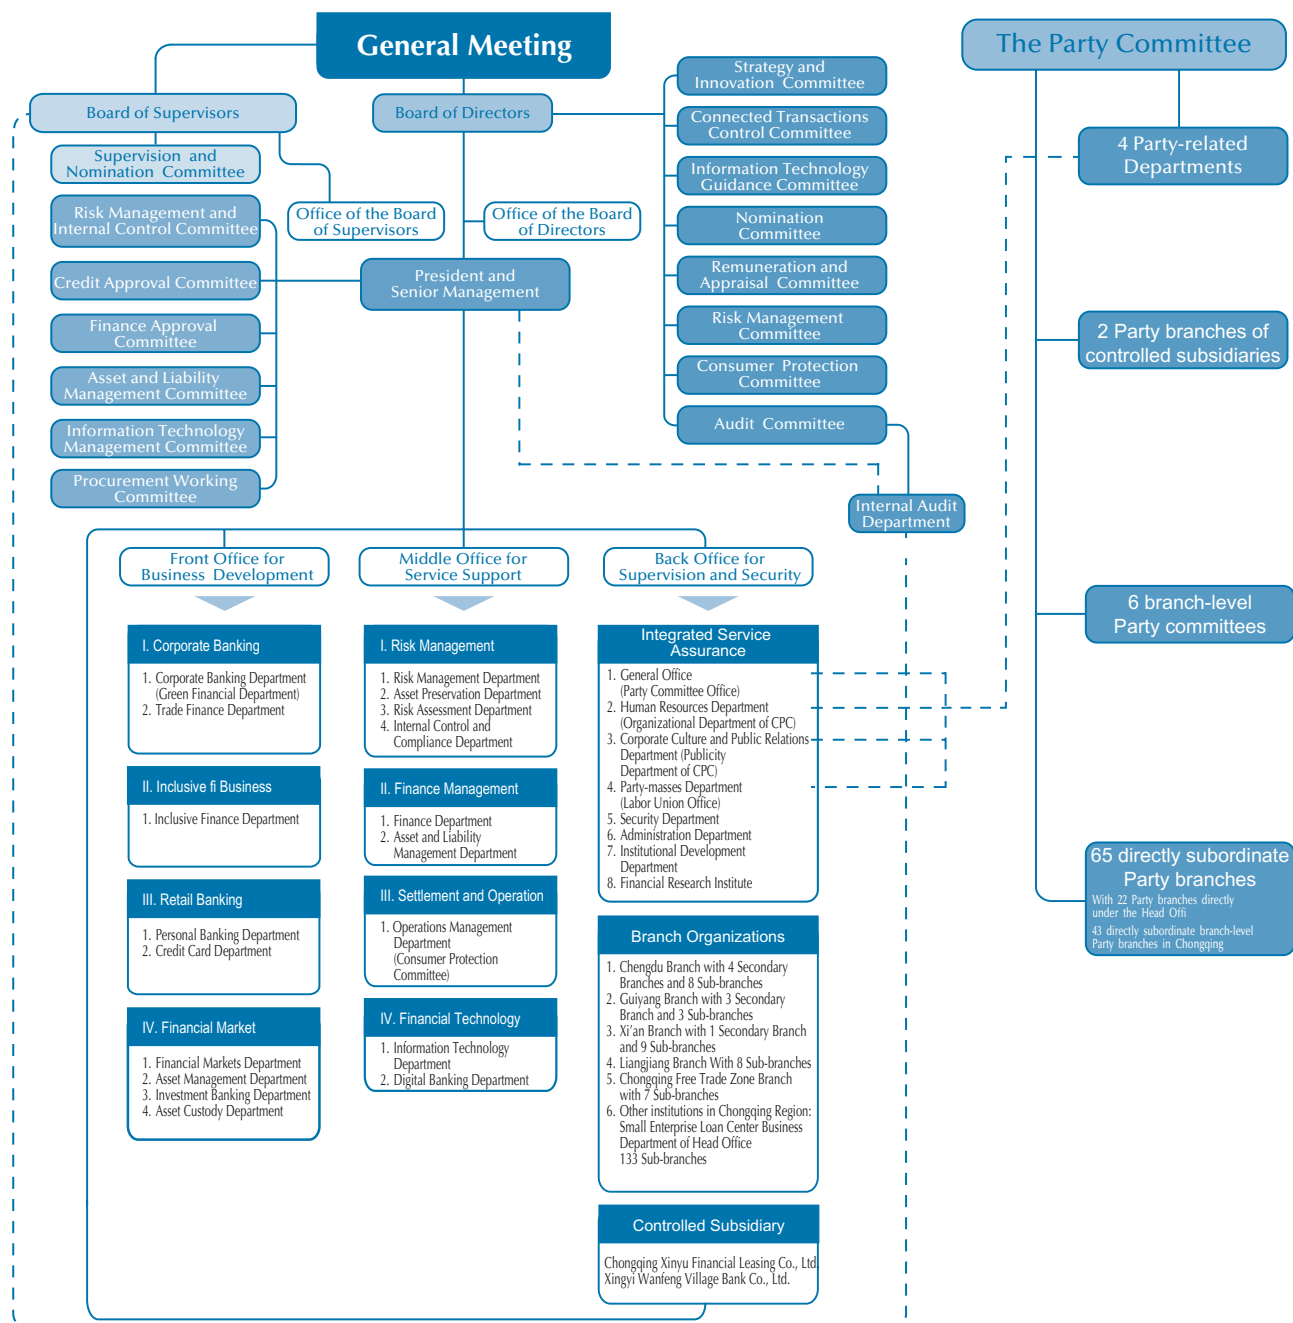 General Meeting
The Party Committee
Board of Supervisors
Board of Directors
Supervision and
Nomination Committee
Risk Management and
Internal Control Committee
Credit Approval Committee
Finance Approval
Committee
Asset and Liability
Management Committee
Information Technology
Management Committee
Procurement Working
Committee
Office of the Board
of Supervisors
Office of the Board
of Directors
President and
Senior Management
Strategy and
Innovation Committee
Connected Transactions
Control Committee
Information Technology
Guidance Committee
Nomination
Committee
Remuneration and
Appraisal Committee
Risk Management
Committee
Consumer Protection
Committee
Audit Committee
Internal Audit
Department
4 Party-related
Departments
2 Party branches of
controlled subsidiaries
6 branch-level
Party committees
65 directly subordinate
Party branches
With 22 Party branches directly
under the Head Offi
43 directly subordinate branch-level
Party branches in Chongqing
Front Office for
Business Development
I. Corporate Banking
1. Corporate Banking Department
(Green Financial Department)
2. Trade Finance Department
II. Inclusive fi Business
1. Inclusive Finance Department
III. Retail Banking
1. Personal Banking Department
2. Credit Card Department
IV. Financial Market
1. Financial Markets Department
2. Asset Management Department
3. Investment Banking Department
4. Asset Custody Department
Middle Office for
Service Support
I. Risk Management
1. Risk Management Department
2. Asset Preservation Department
3. Risk Assessment Department
4. Internal Control and
Compliance Department
II. Finance Management
1. Finance Department
2. Asset and Liability
Management Department
III. Settlement and Operation
1. Operations Management
Department
(Consumer Protection
Committee)
IV. Financial Technology
1. Information Technology
Department
2. Digital Banking Department
Back Office for
Supervision and Security
Integrated Service
Assurance
1. General Office
(Party Committee Office)
2. Human Resources Department
(Organizational Department of CPC)
3. Corporate Culture and Public Relations
Department (Publicity
Department of CPC)
4. Party-masses Department
(Labor Union Office)
5. Security Department
6. Administration Department
7. Institutional Development
Department
8. Financial Research Institute
Branch Organizations
1. Chengdu Branch with 4 Secondary
Branches and 8 Sub-branches
2. Guiyang Branch with 3 Secondary
Branch and 3 Sub-branches
3. Xi'an Branch with 1 Secondary Branch
and 9 Sub-branches
4. Liangjiang Branch With 8 Sub-branches
5. Chongqing Free Trade Zone Branch
with 7 Sub-branches
6. Other institutions in Chongqing Region:
Small Enterprise Loan Center Business
Department of Head Office
133 Sub-branches
Controlled Subsidiary
Chongqing Xinyu Financial Leasing Co., Ltd.
Xingyi Wanfeng Village Bank Co., Ltd.